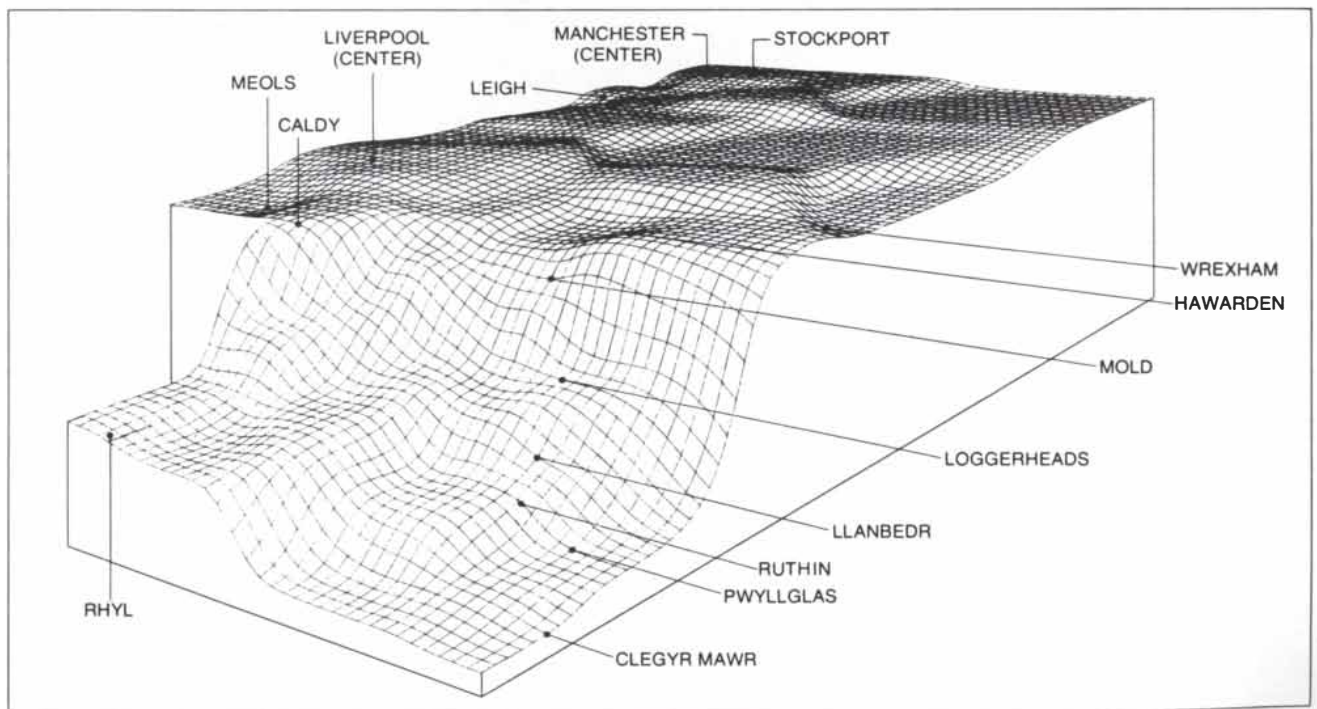 LIVERPOOL
(CENTER)
MANCHESTER
(CENTER)
STOCKPORT
MEOLS
LEIGH
CALDY
WREXHAM
HAWARDEN
MOLD
LOGGERHEADS
LLANBEDR
RUTHIN
PWYLLGLAS
RHYL
CLEGYR MAWR